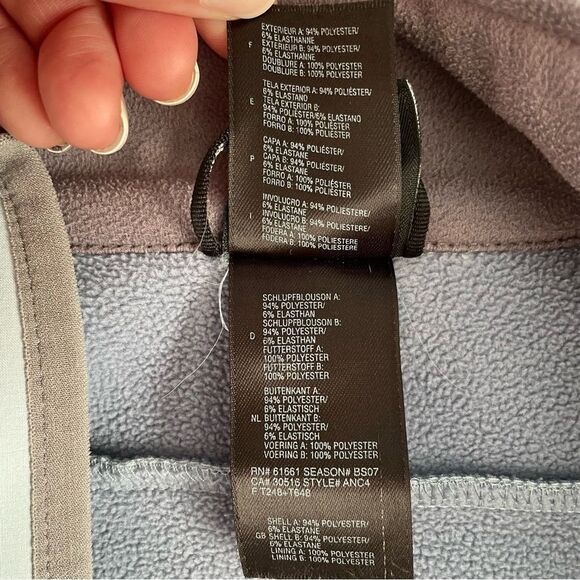 EXTERIEUR A: 94% POLYESTER/
6% ELASTHANNE
F EXTERIEUR B: 94% POLYESTER/
6% ELASTHANNE
DOUBLURE A: 100% POLYESTER
DOUBLURE B: 100% POLYESTER
TELA EXTERIOR A: 94% POLIÉSTER/
6% ELASTANO
E TELA EXTERIOR B:
94% POLIÉSTER/6% ELASTANO
FORRO A: 100% POLIÉSTER
FORRO B: 100% POLIÉSTER
CAPA A: 94% POLIESTER/
6% ELASTANE
P CAPA B: 94% POLIESTER/
6% ELASTANE
FORRO A: 100% POLIESTER
FORRO B: 100% POLIESTER
INVOLUCRO A: 94% POLIESTERE/
6% ELASTANE
I INVOLUCRO B: 94% POLIESTERE/
6% ELASTANE
FODERA A: 100% POLIESTERE
FODERA B: 100% POLIESTERE
SCHLUPFBLOUSON A:
94% POLYESTER/
6% ELASTHAN
SCHLUPFBLOUSON B:
94% POLYESTER/
D 6% ELASTHAN
FUTTERSTOFF A:
100% POLYESTER
FUTTERSTOFF B:
100% POLYESTER
BUITENKANT A:
94% POLYESTER/
6% ELASTISCH
NL BUITENKANT B:
94% POLYESTER/
6% ELASTISCH
VOERING A: 100% POLYESTER
VOERING B: 100% POLYESTER
RN# 61661 SEASON# BS07
CA# 30516 STYLE# ANC4
F T24B+T64B
SHELL A: 94% POLYESTER/
6% ELASTANE
GB SHELL B: 94% POLYESTER/
6% ELASTANE
LINING A: 100% POLYESTER
LINING B: 100% POLYESTER